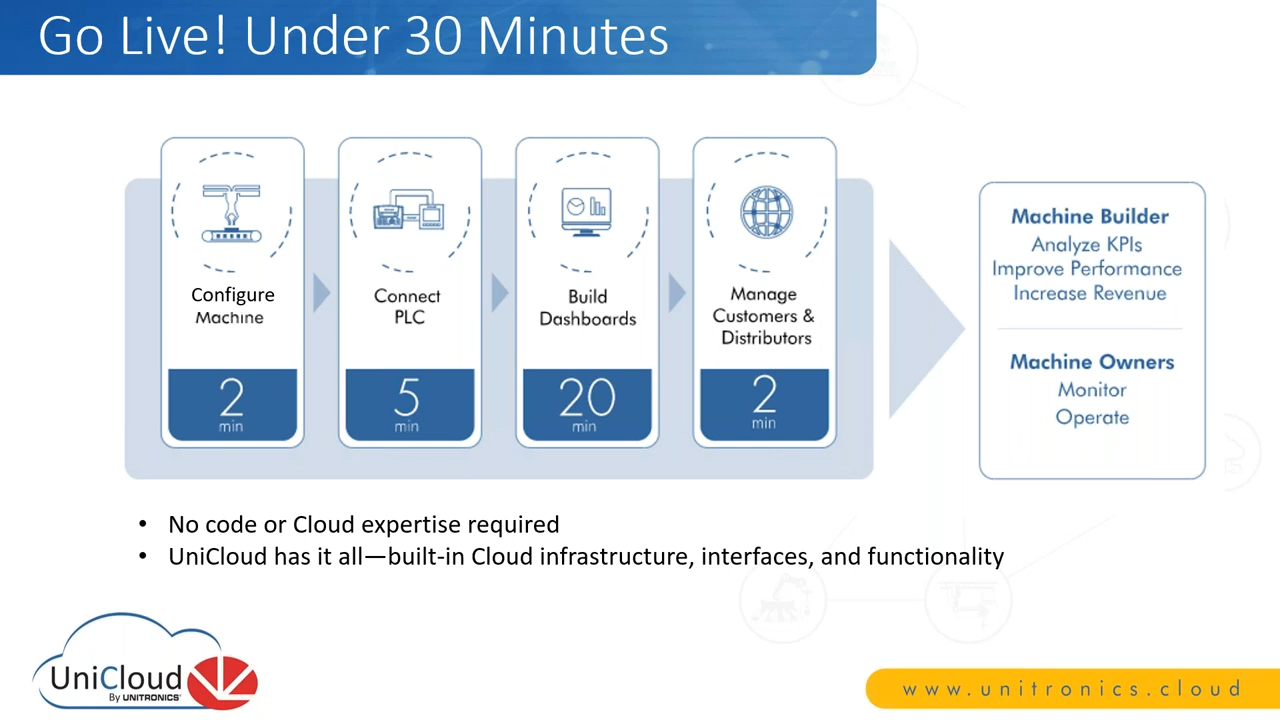 Go Live! Under 30 Minutes
Configure
Machine
2
min
Connect
PLC
5
min
Build
Dashboards
20
min
Manage
Customers &
Distributors
2
min
Machine Builder
Analyze KPIs
Improve Performance
Increase Revenue
Machine Owners
Monitor
Operate
• No code or Cloud expertise required
• UniCloud has it all—built-in Cloud infrastructure, interfaces, and functionality
UniCloud
By UNITRONICS®
www.unitronics.cloud